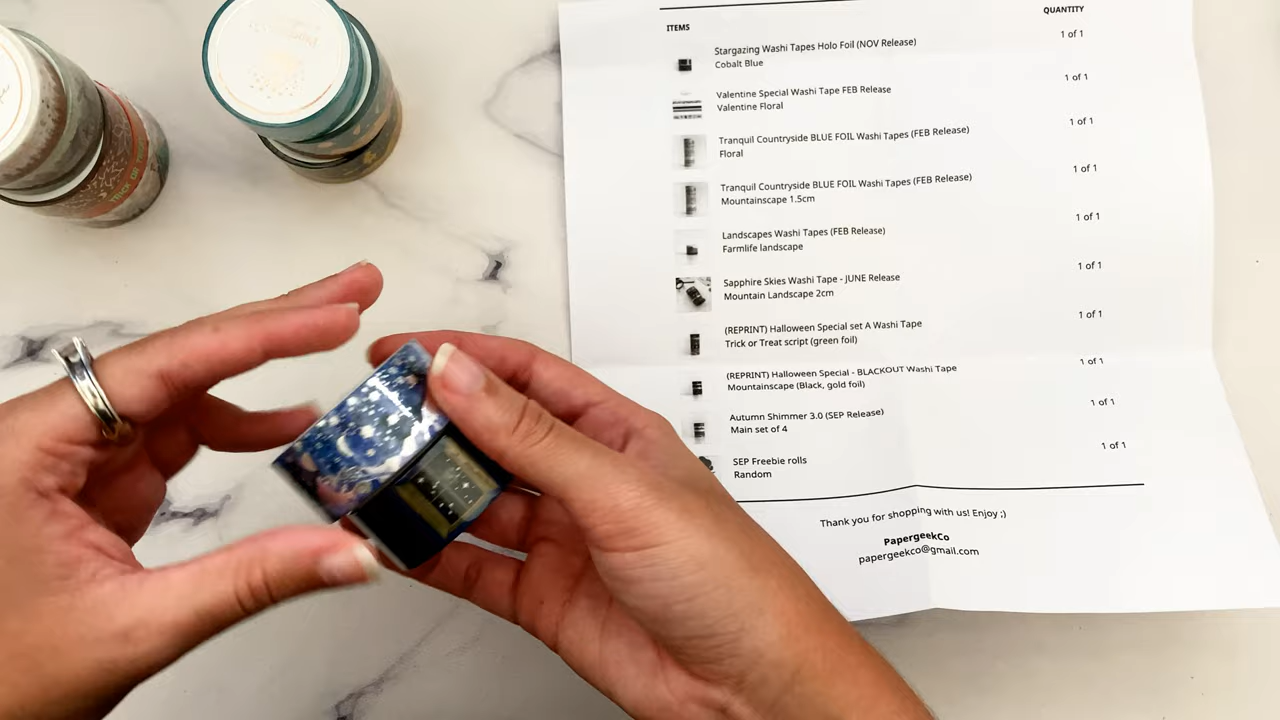 ITEMS
QUANTITY
Stargazing Washi Tapes Holo Foil (NOV Release)
1 of 1
Cobalt Blue
Valentine Special Washi Tape FEB Release
1 of 1
Valentine Floral
Tranquil Countryside BLUE FOIL Washi Tapes (FEB Release)
1 of 1
Floral
Tranquil Countryside BLUE FOIL Washi Tapes (FEB Release)
1 of 1
Mountainscape 1.5cm
Landscapes Washi Tapes (FEB Release)
1 of 1
Farmlife landscape
Sapphire Skies Washi Tape - JUNE Release
1 of 1
Mountain Landscape 2cm
(REPRINT) Halloween Special set A Washi Tape
1 of 1
Trick or Treat script (green foil)
(REPRINT) Halloween Special - BLACKOUT Washi Tape
1 of 1
Mountainscape (Black, gold foil)
Autumn Shimmer 3.0 (SEP Release)
1 of 1
Main set of 4
SEP Freebie rolls
1 of 1
Random
Thank you for shopping with us! Enjoy ;)
PapergeekCo
papergeekco@gmail.com
TRICK OR